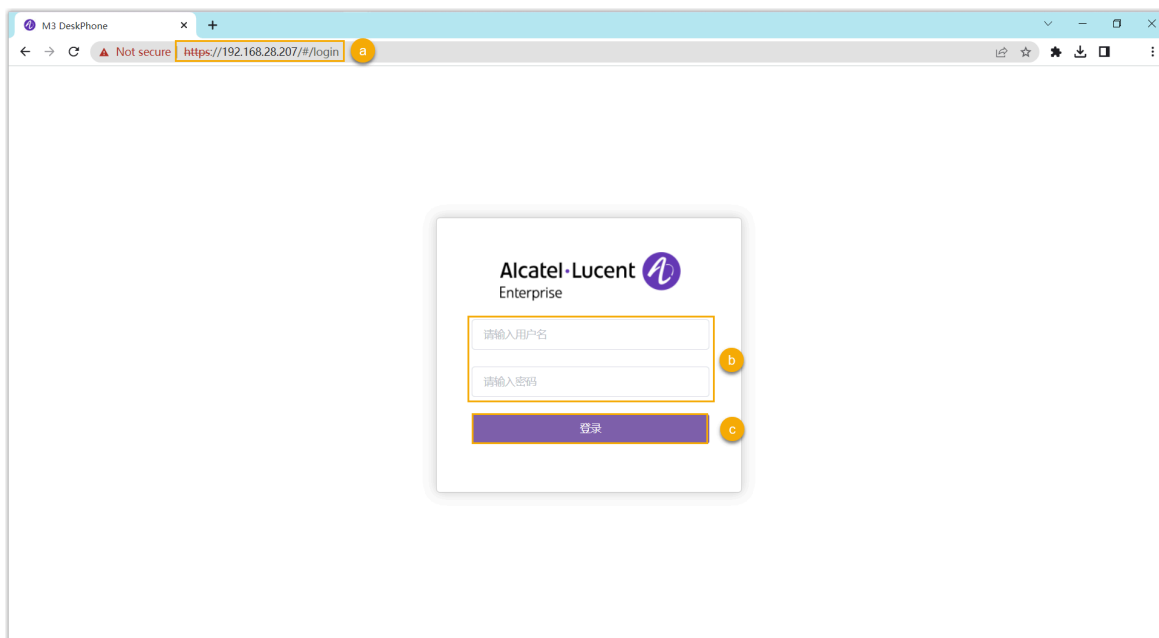 M3 DeskPhone
Not secure https://192.168.28.207/#/login a
Alcatel·Lucent
Enterprise
请输入用户名
b
请输入密码
登录 c